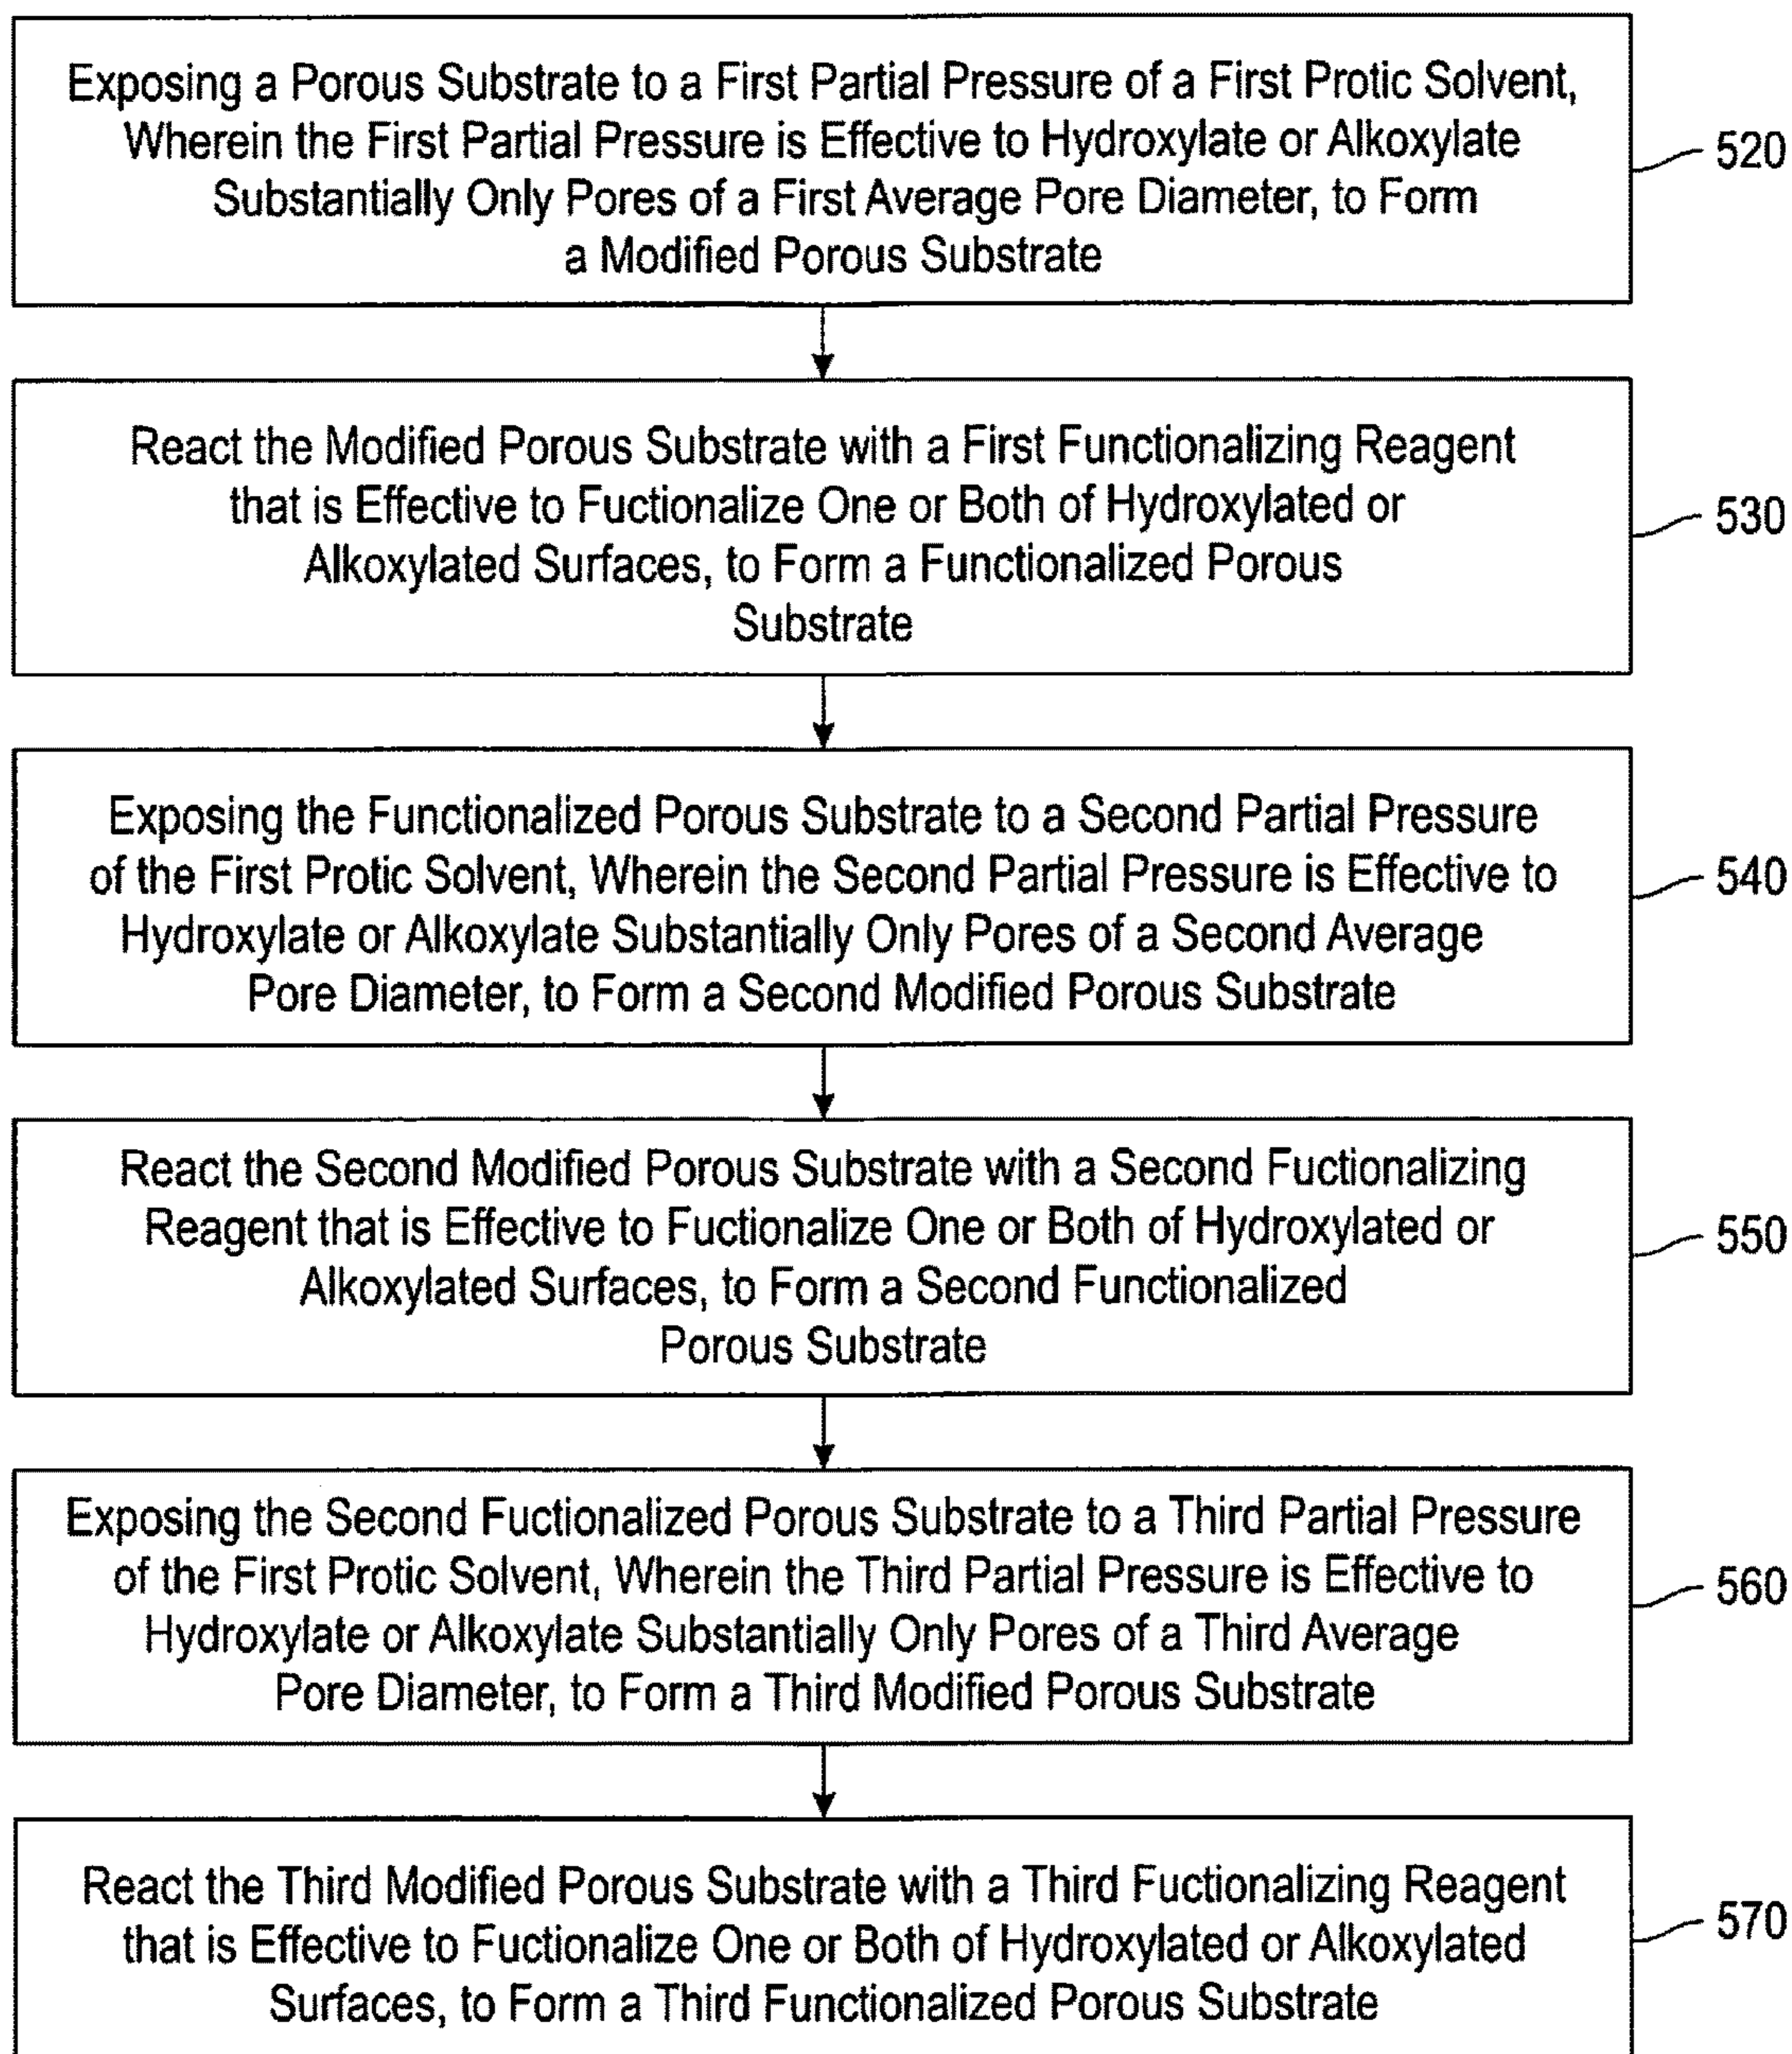 Exposing a Porous Substrate to a First Partial Pressure of a First Protic Solvent,
Wherein the First Partial Pressure is Effective to Hydroxylate or Alkoxylate
Substantially Only Pores of a First Average Pore Diameter, to Form
a Modified Porous Substrate
520
React the Modified Porous Substrate with a First Functionalizing Reagent
that is Effective to Fuctionalize One or Both of Hydroxylated or
Alkoxylated Surfaces, to Form a Functionalized Porous
Substrate
530
Exposing the Functionalized Porous Substrate to a Second Partial Pressure
of the First Protic Solvent, Wherein the Second Partial Pressure is Effective to
Hydroxylate or Alkoxylate Substantially Only Pores of a Second Average
Pore Diameter, to Form a Second Modified Porous Substrate
540
React the Second Modified Porous Substrate with a Second Fuctionalizing
Reagent that is Effective to Fuctionalize One or Both of Hydroxylated or
Alkoxylated Surfaces, to Form a Second Functionalized
Porous Substrate
550
Exposing the Second Fuctionalized Porous Substrate to a Third Partial Pressure
of the First Protic Solvent, Wherein the Third Partial Pressure is Effective to
Hydroxylate or Alkoxylate Substantially Only Pores of a Third Average
Pore Diameter, to Form a Third Modified Porous Substrate
560
React the Third Modified Porous Substrate with a Third Fuctionalizing Reagent
that is Effective to Fuctionalize One or Both of Hydroxylated or Alkoxylated
Surfaces, to Form a Third Functionalized Porous Substrate
570